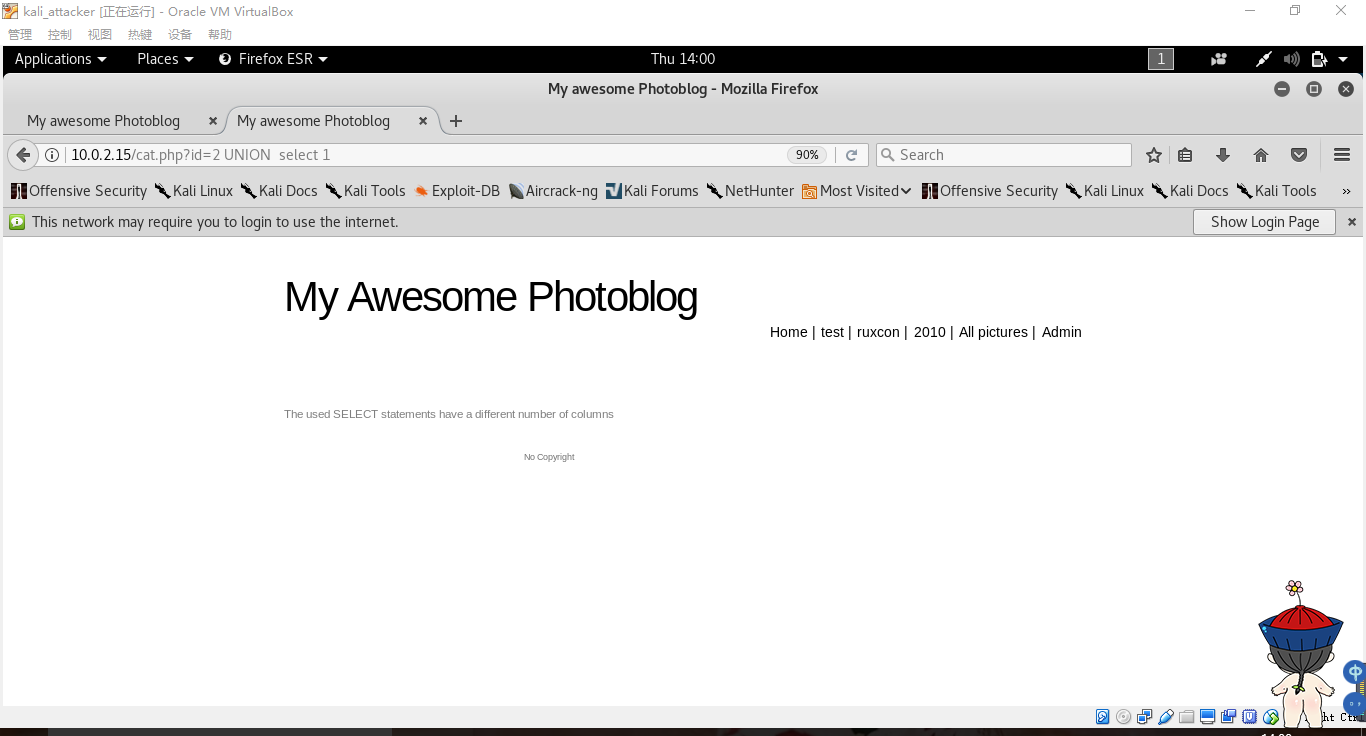 kali_attacker [正在运行] - Oracle VM VirtualBox
管理 控制 视图 热键 设备 帮助
Applications Places Firefox ESR Thu 14:00 1
My awesome Photoblog - Mozilla Firefox
My awesome Photoblog My awesome Photoblog
10.0.2.15/cat.php?id=2 UNION  select 1 90% Search
Offensive Security Kali Linux Kali Docs Kali Tools Exploit-DB Aircrack-ng Kali Forums NetHunter Most Visited Offensive Security Kali Linux Kali Docs Kali Tools
This network may require you to login to use the internet. Show Login Page
My Awesome Photoblog
Home | test | ruxcon | 2010 | All pictures | Admin
The used SELECT statements have a different number of columns
No Copyright
中